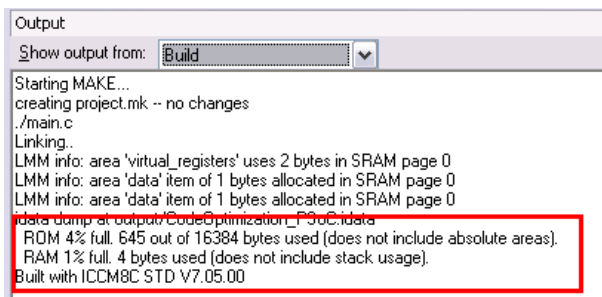 Output
Show output from: Build
Starting MAKE...
creating project.mk -- no changes
./main.c
Linking..
LMM info: area 'virtual_registers' uses 2 bytes in SRAM page 0
LMM info: area 'data' item of 1 bytes allocated in SRAM page 0
LMM info: area 'data' item of 1 bytes allocated in SRAM page 0
idata dump at output/CodeOptimization_PSoC.idata
ROM 4% full. 645 out of 16384 bytes used (does not include absolute areas).
RAM 1% full. 4 bytes used (does not include stack usage).
Built with ICCM8C STD V7.05.00